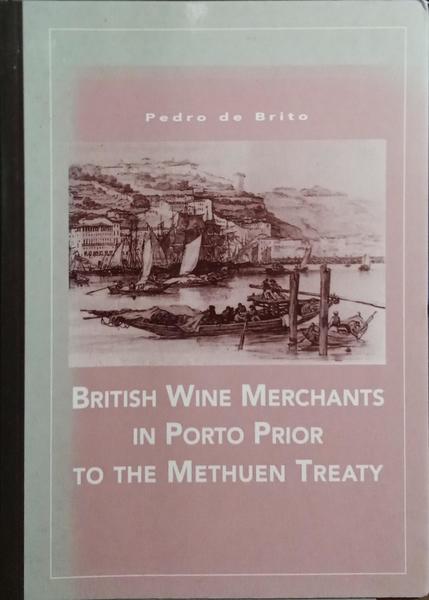 Pedro de Brito
BRITISH WINE MERCHANTS
IN PORTO PRIOR
TO THE METHUEN TREATY